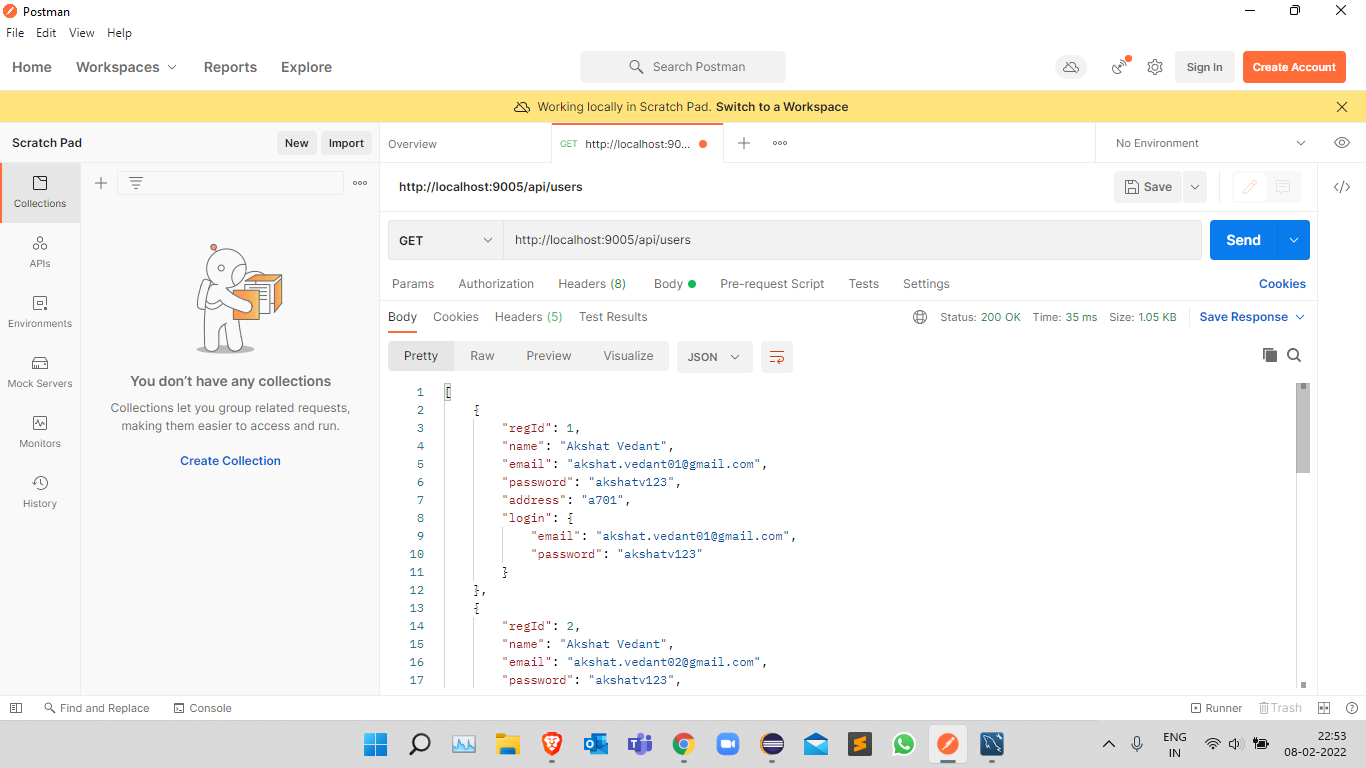 Postman
File Edit View Help
Home Workspaces Reports Explore Search Postman Sign In Create Account
Working locally in Scratch Pad. Switch to a Workspace
Scratch Pad New Import Overview GET http://localhost:90... No Environment
Collections
APIs
Environments
Mock Servers
Monitors
History
You don't have any collections
Collections let you group related requests,
making them easier to access and run.
Create Collection
http://localhost:9005/api/users Save
GET http://localhost:9005/api/users Send
Params Authorization Headers (8) Body Pre-request Script Tests Settings Cookies
Body Cookies Headers (5) Test Results Status: 200 OK Time: 35 ms Size: 1.05 KB Save Response
Pretty Raw Preview Visualize JSON
1 [
2 {
3 "regId": 1,
4 "name": "Akshat Vedant",
5 "email": "akshat.vedant01@gmail.com",
6 "password": "akshatv123",
7 "address": "a701",
8 "login": {
9 "email": "akshat.vedant01@gmail.com",
10 "password": "akshatv123"
11 }
12 },
13 {
14 "regId": 2,
15 "name": "Akshat Vedant",
16 "email": "akshat.vedant02@gmail.com",
17 "password": "akshatv123",
Find and Replace Console Runner Trash
ENG
IN
22:53
08-02-2022